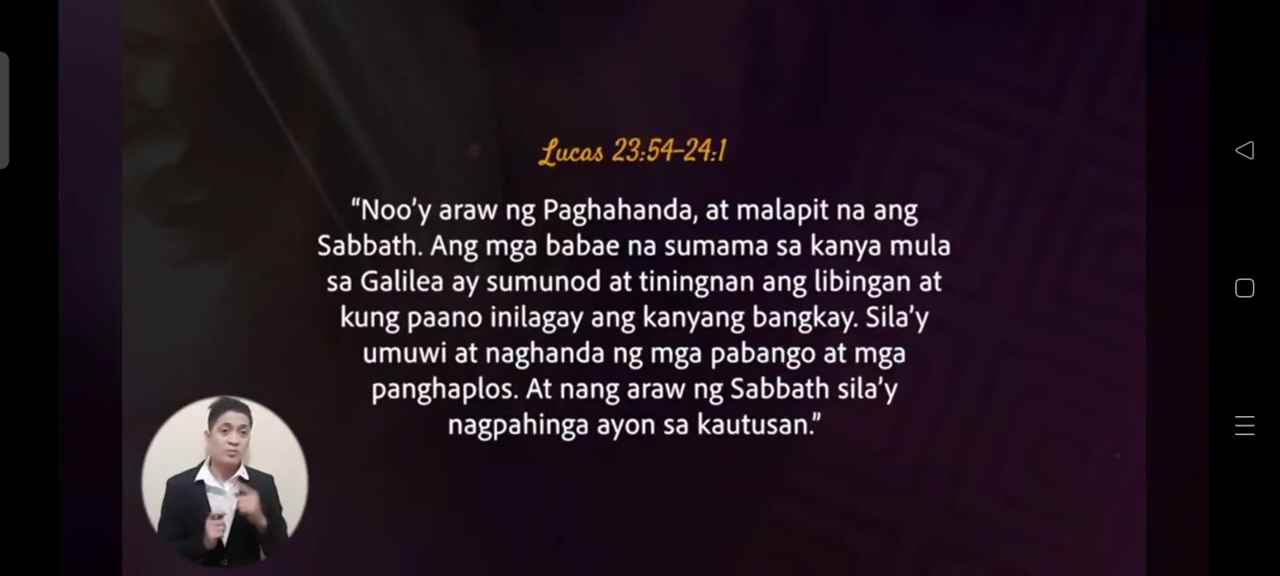 Lucas 23:54-24:1
“Noo’y araw ng Paghahanda, at malapit na ang
Sabbath. Ang mga babae na sumama sa kanya mula
sa Galilea ay sumunod at tiningnan ang libingan at
kung paano inilagay ang kanyang bangkay. Sila’y
umuwi at naghanda ng mga pabango at mga
panghaplos. At nang araw ng Sabbath sila’y
nagpahinga ayon sa kautusan.”